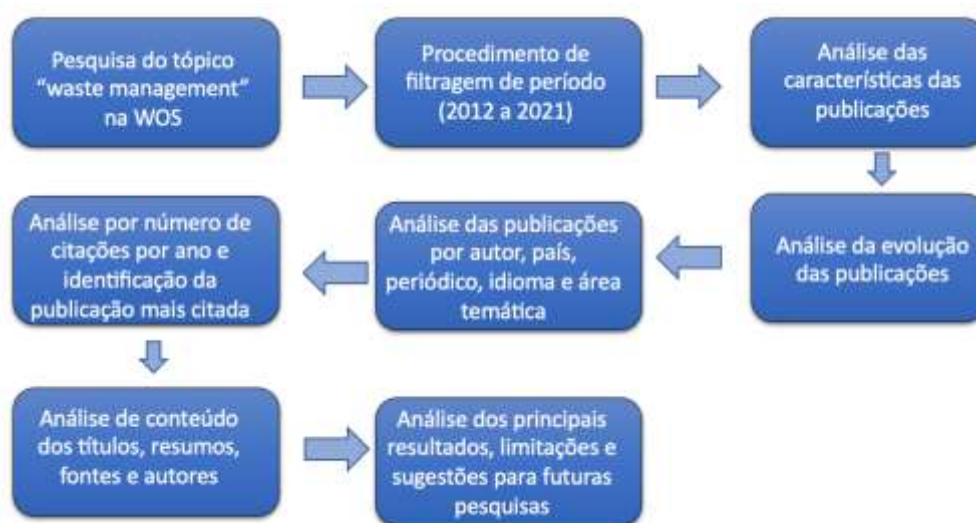 Pesquisa do tópico
“waste management“
na WOS
Procedimento de
filtragem de período
(2012 a 2021)
Análise das
características das
publicações
Análise da evolução
das publicações
Análise das publicações
por autor, país,
periódico, idioma e área
temática
Análise por número de
citações por ano e
identificação da
publicação mais citada
Análise de conteúdo
dos títulos, resumos,
fontes e autores
Análise dos principais
resultados, limitações e
sugestões para futuras
pesquisas